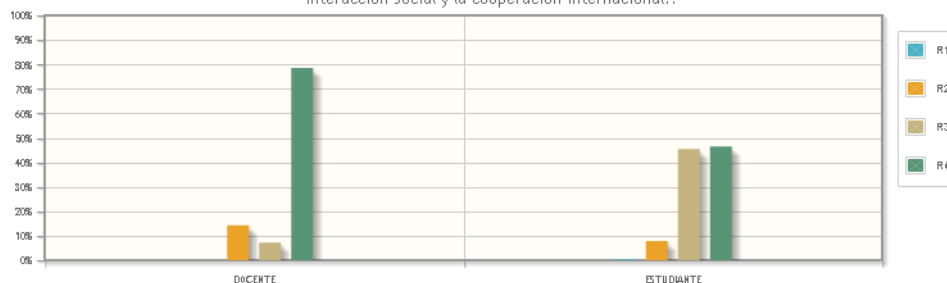 interacción social y la cooperación internacional.?
100%
90%
80%
70%
60%
50%
40%
30%
20%
10%
0%
DOCENTE
ESTUDIANTE
R1
R2
R3